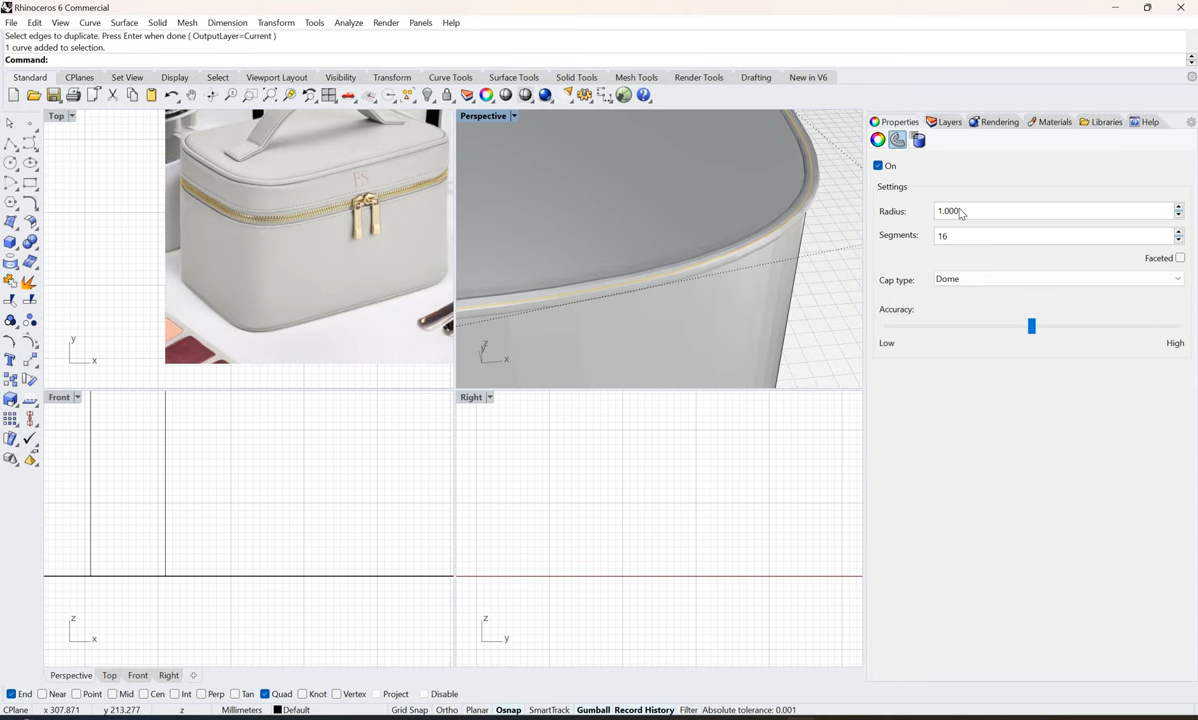 Rhinoceros 6 Commercial
File Edit View Curve Surface Solid Mesh Dimension Transform Tools Analyze Render Panels Help
Select edges to duplicate. Press Enter when done ( OutputLayer=Current )
1 curve added to selection.
Command:
Standard CPlanes Set View Display Select Viewport Layout Visibility Transform Curve Tools Surface Tools Solid Tools Mesh Tools Render Tools Drafting New in V6
Top
Perspective
Properties Layers Rendering Materials Libraries Help
On
Settings
Radius: 1.000
Segments: 16
Faceted
Cap type: Dome
Accuracy:
Low High
FS
y
x
z
y
x
Front
Right
z
x
z
y
Perspective Top Front Right
End Near Point Mid Cen Int Perp Tan Quad Knot Vertex Project Disable
CPlane x 307.871 y 213.277 z Millimeters Default Grid Snap Ortho Planar Osnap SmartTrack Gumball Record History Filter Absolute tolerance: 0.001